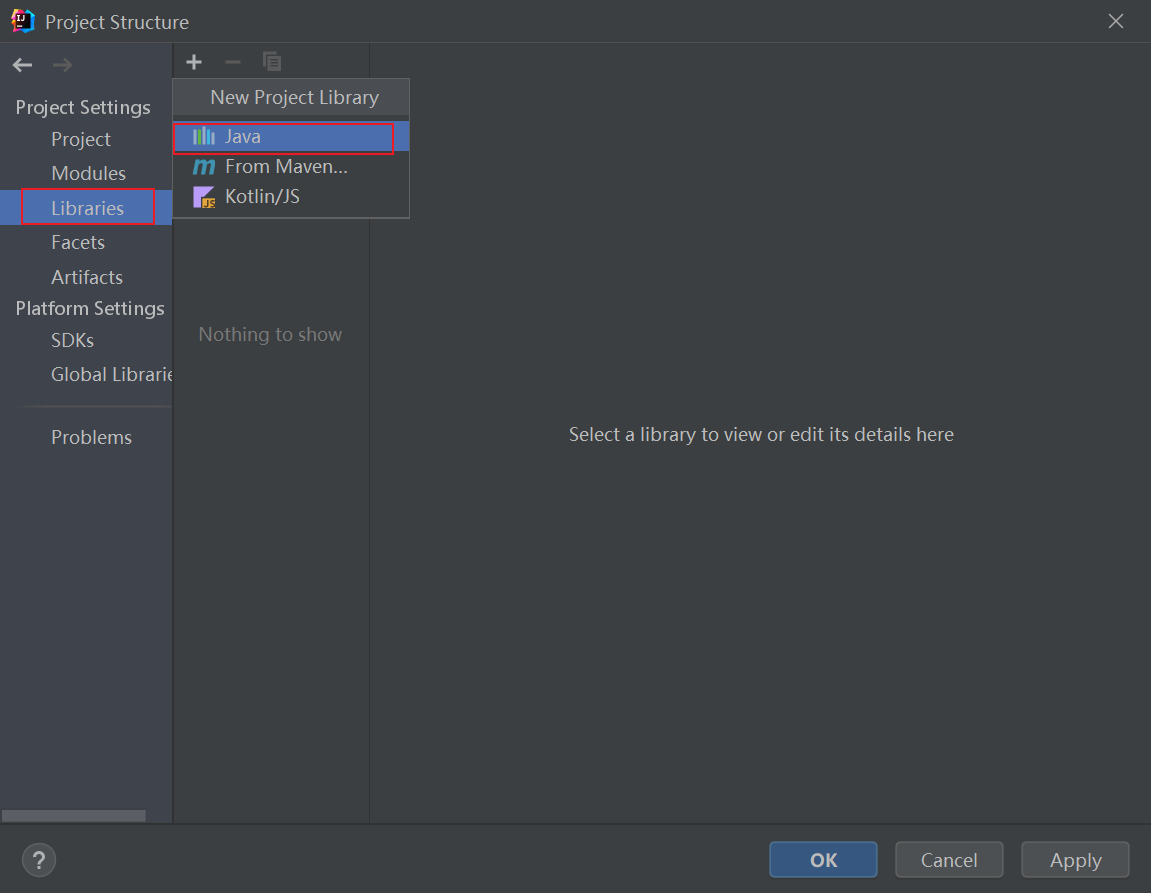 Project Structure
Project Settings
Project
Modules
Libraries
Facets
Artifacts
Platform Settings
SDKs
Global Librarie
Problems
New Project Library
Java
From Maven...
Kotlin/JS
Nothing to show
Select a library to view or edit its details here
?
OK
Cancel
Apply